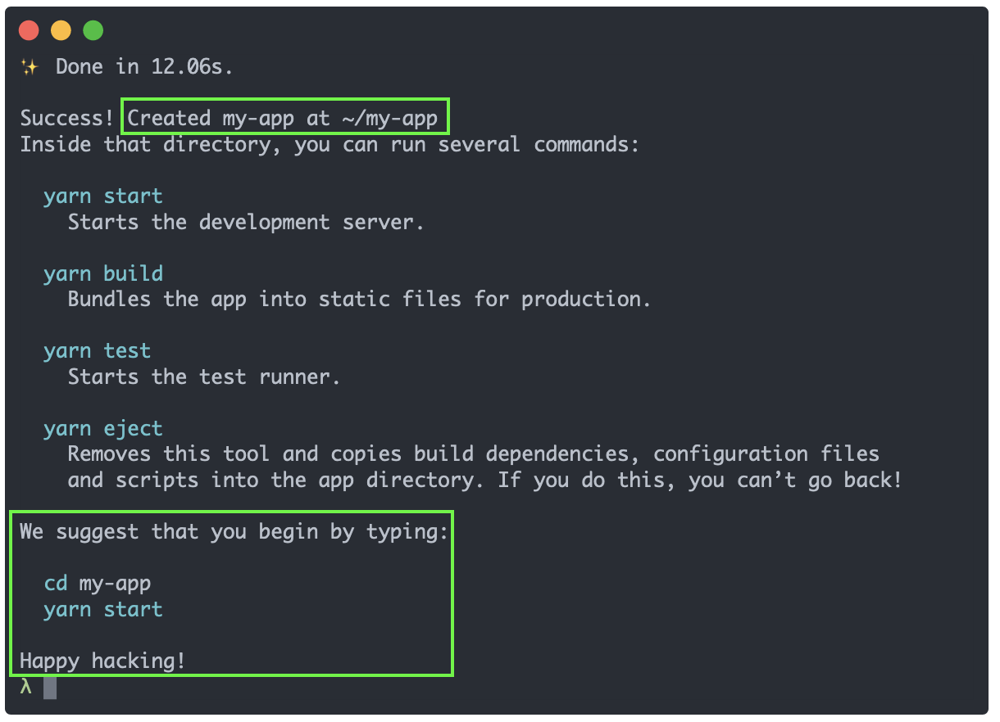 ✨ Done in 12.06s.
Success! Created my-app at ~/my-app
Inside that directory, you can run several commands:
yarn start
Starts the development server.
yarn build
Bundles the app into static files for production.
yarn test
Starts the test runner.
yarn eject
Removes this tool and copies build dependencies, configuration files
and scripts into the app directory. If you do this, you can’t go back!
We suggest that you begin by typing:
cd my-app
yarn start
Happy hacking!
λ